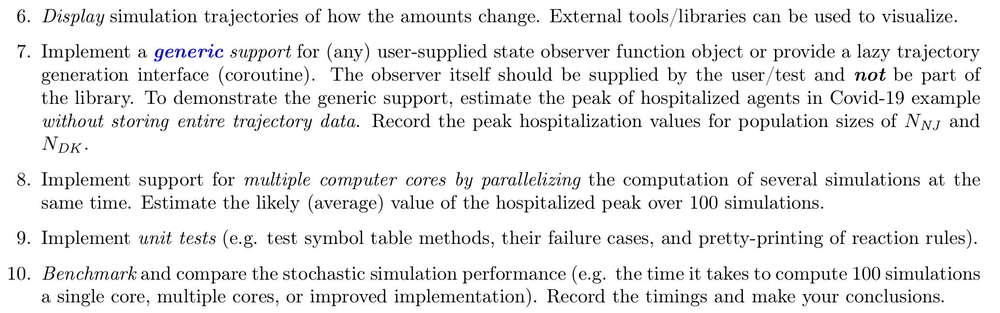 6. Display simulation trajectories of how the amounts change. External tools/libraries can be used to visualize.
7. Implement a generic support for (any) user-supplied state observer function object or provide a lazy trajectory
generation interface (coroutine). The observer itself should be supplied by the user/test and not be part of
the library. To demonstrate the generic support, estimate the peak of hospitalized agents in Covid-19 example
without storing entire trajectory data. Record the peak hospitalization values for population sizes of N_{NJ} and
N_{DK}.
8. Implement support for multiple computer cores by parallelizing the computation of several simulations at the
same time. Estimate the likely (average) value of the hospitalized peak over 100 simulations.
9. Implement unit tests (e.g. test symbol table methods, their failure cases, and pretty-printing of reaction rules).
10. Benchmark and compare the stochastic simulation performance (e.g. the time it takes to compute 100 simulations
a single core, multiple cores, or improved implementation). Record the timings and make your conclusions.